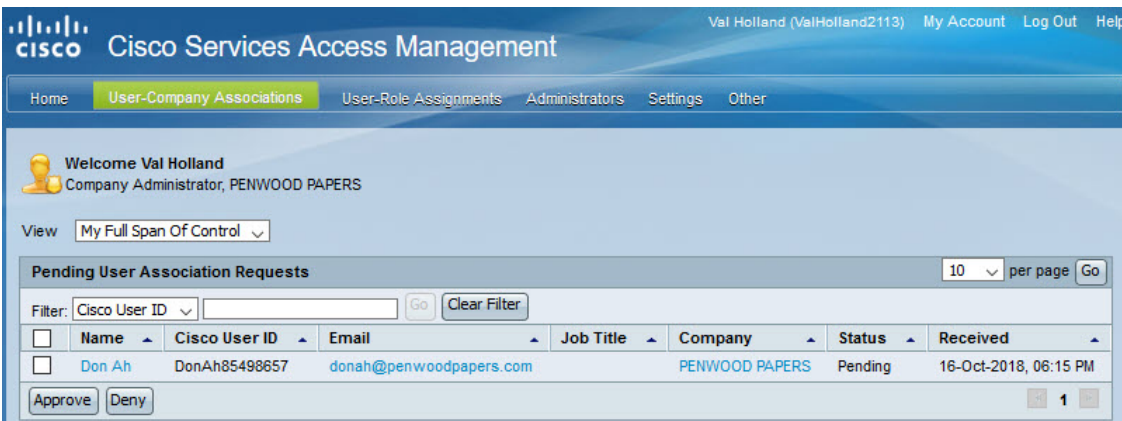 Val Holland (ValHolland2113) My Account Log Out Help
CISCO Cisco Services Access Management
Home User-Company Associations User-Role Assignments Administrators Settings Other
Welcome Val Holland
Company Administrator, PENWOOD PAPERS
View My Full Span Of Control
Pending User Association Requests 10 per page Go
Filter: Cisco User ID Go Clear Filter
Name Cisco User ID Email Job Title Company Status Received
Don Ah DonAh85498657 donah@penwoodpapers.com PENWOOD PAPERS Pending 16-Oct-2018, 06:15 PM
Approve Deny 1